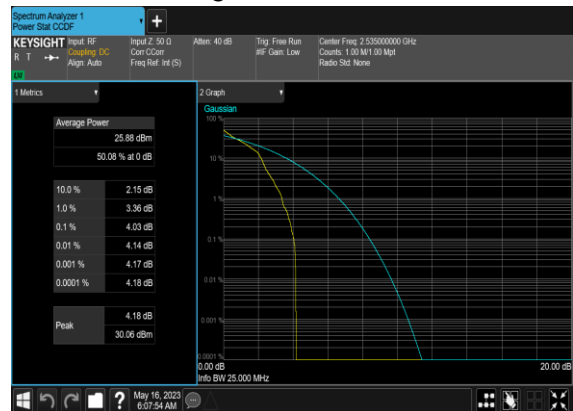 Spectrum Analyzer 1
Power Stat CCDF
+
KEYSIGHT
R T
LXI
Input: RF
Coupling: DC
Align: Auto
Input Z: 50 Ω
Corr CCorr
Freq Ref: Int (S)
Atten: 40 dB
Trig: Free Run
#IF Gain: Low
Center Freq: 2.535000000 GHz
Counts: 1.00 M/1.00 Mpt
Radio Std: None
1 Metrics
Average Power
25.88 dBm
50.08 % at 0 dB
10.0 % 2.15 dB
1.0 % 3.36 dB
0.1 % 4.03 dB
0.01 % 4.14 dB
0.001 % 4.17 dB
0.0001 % 4.18 dB
Peak
4.18 dB
30.06 dBm
2 Graph
Gaussian
100 %
10 %
1 %
0.1 %
0.01 %
0.001 %
0.0001 %
0.00 dB 20.00 dB
Info BW 25.000 MHz
?
May 16, 2023
6:07:54 AM